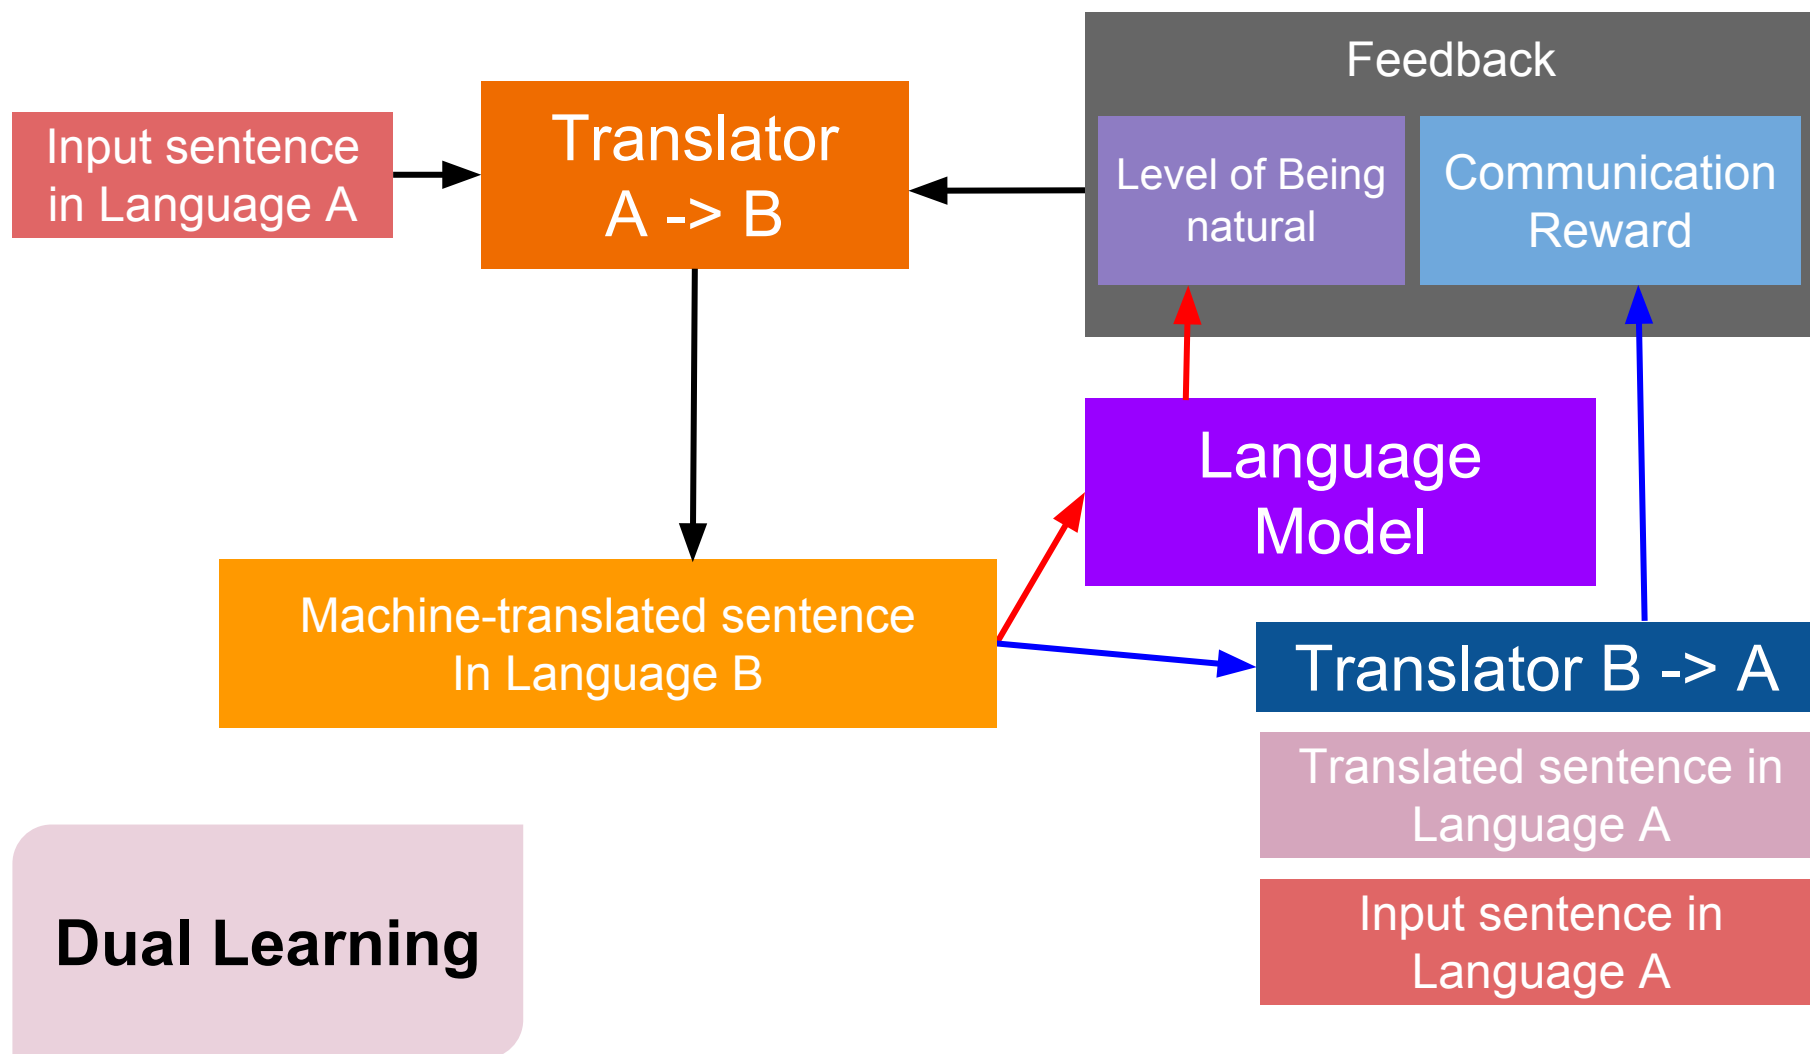 Feedback
Input sentence
in Language A
Translator
A -> B
Level of Being
natural
Communication
Reward
Language
Model
Machine-translated sentence
In Language B
Translator B -> A
Translated sentence in
Language A
Input sentence in
Language A
Dual Learning